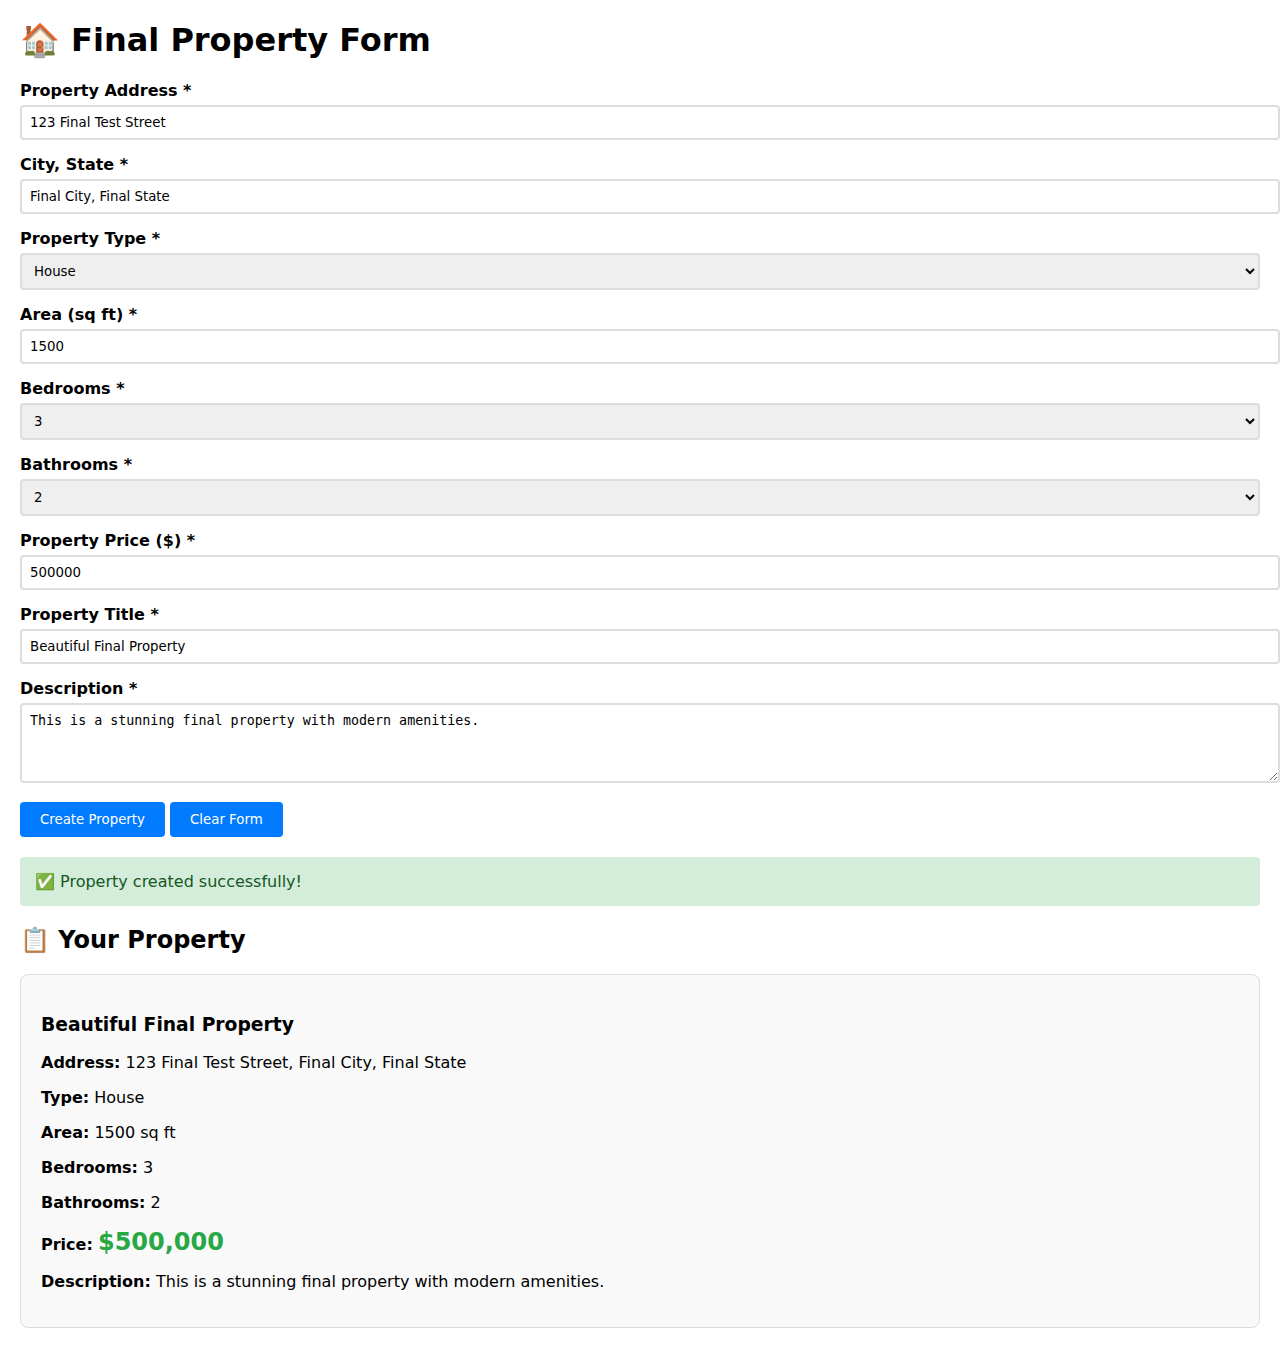 🏠 Final Property Form
Property Address *
123 Final Test Street
City, State *
Final City, Final State
Property Type *
House
Area (sq ft) *
1500
Bedrooms *
3
Bathrooms *
2
Property Price ($) *
500000
Property Title *
Beautiful Final Property
Description *
This is a stunning final property with modern amenities.
Create Property Clear Form
✅ Property created successfully!
📋 Your Property
Beautiful Final Property
Address: 123 Final Test Street, Final City, Final State
Type: House
Area: 1500 sq ft
Bedrooms: 3
Bathrooms: 2
Price: $500,000
Description: This is a stunning final property with modern amenities.